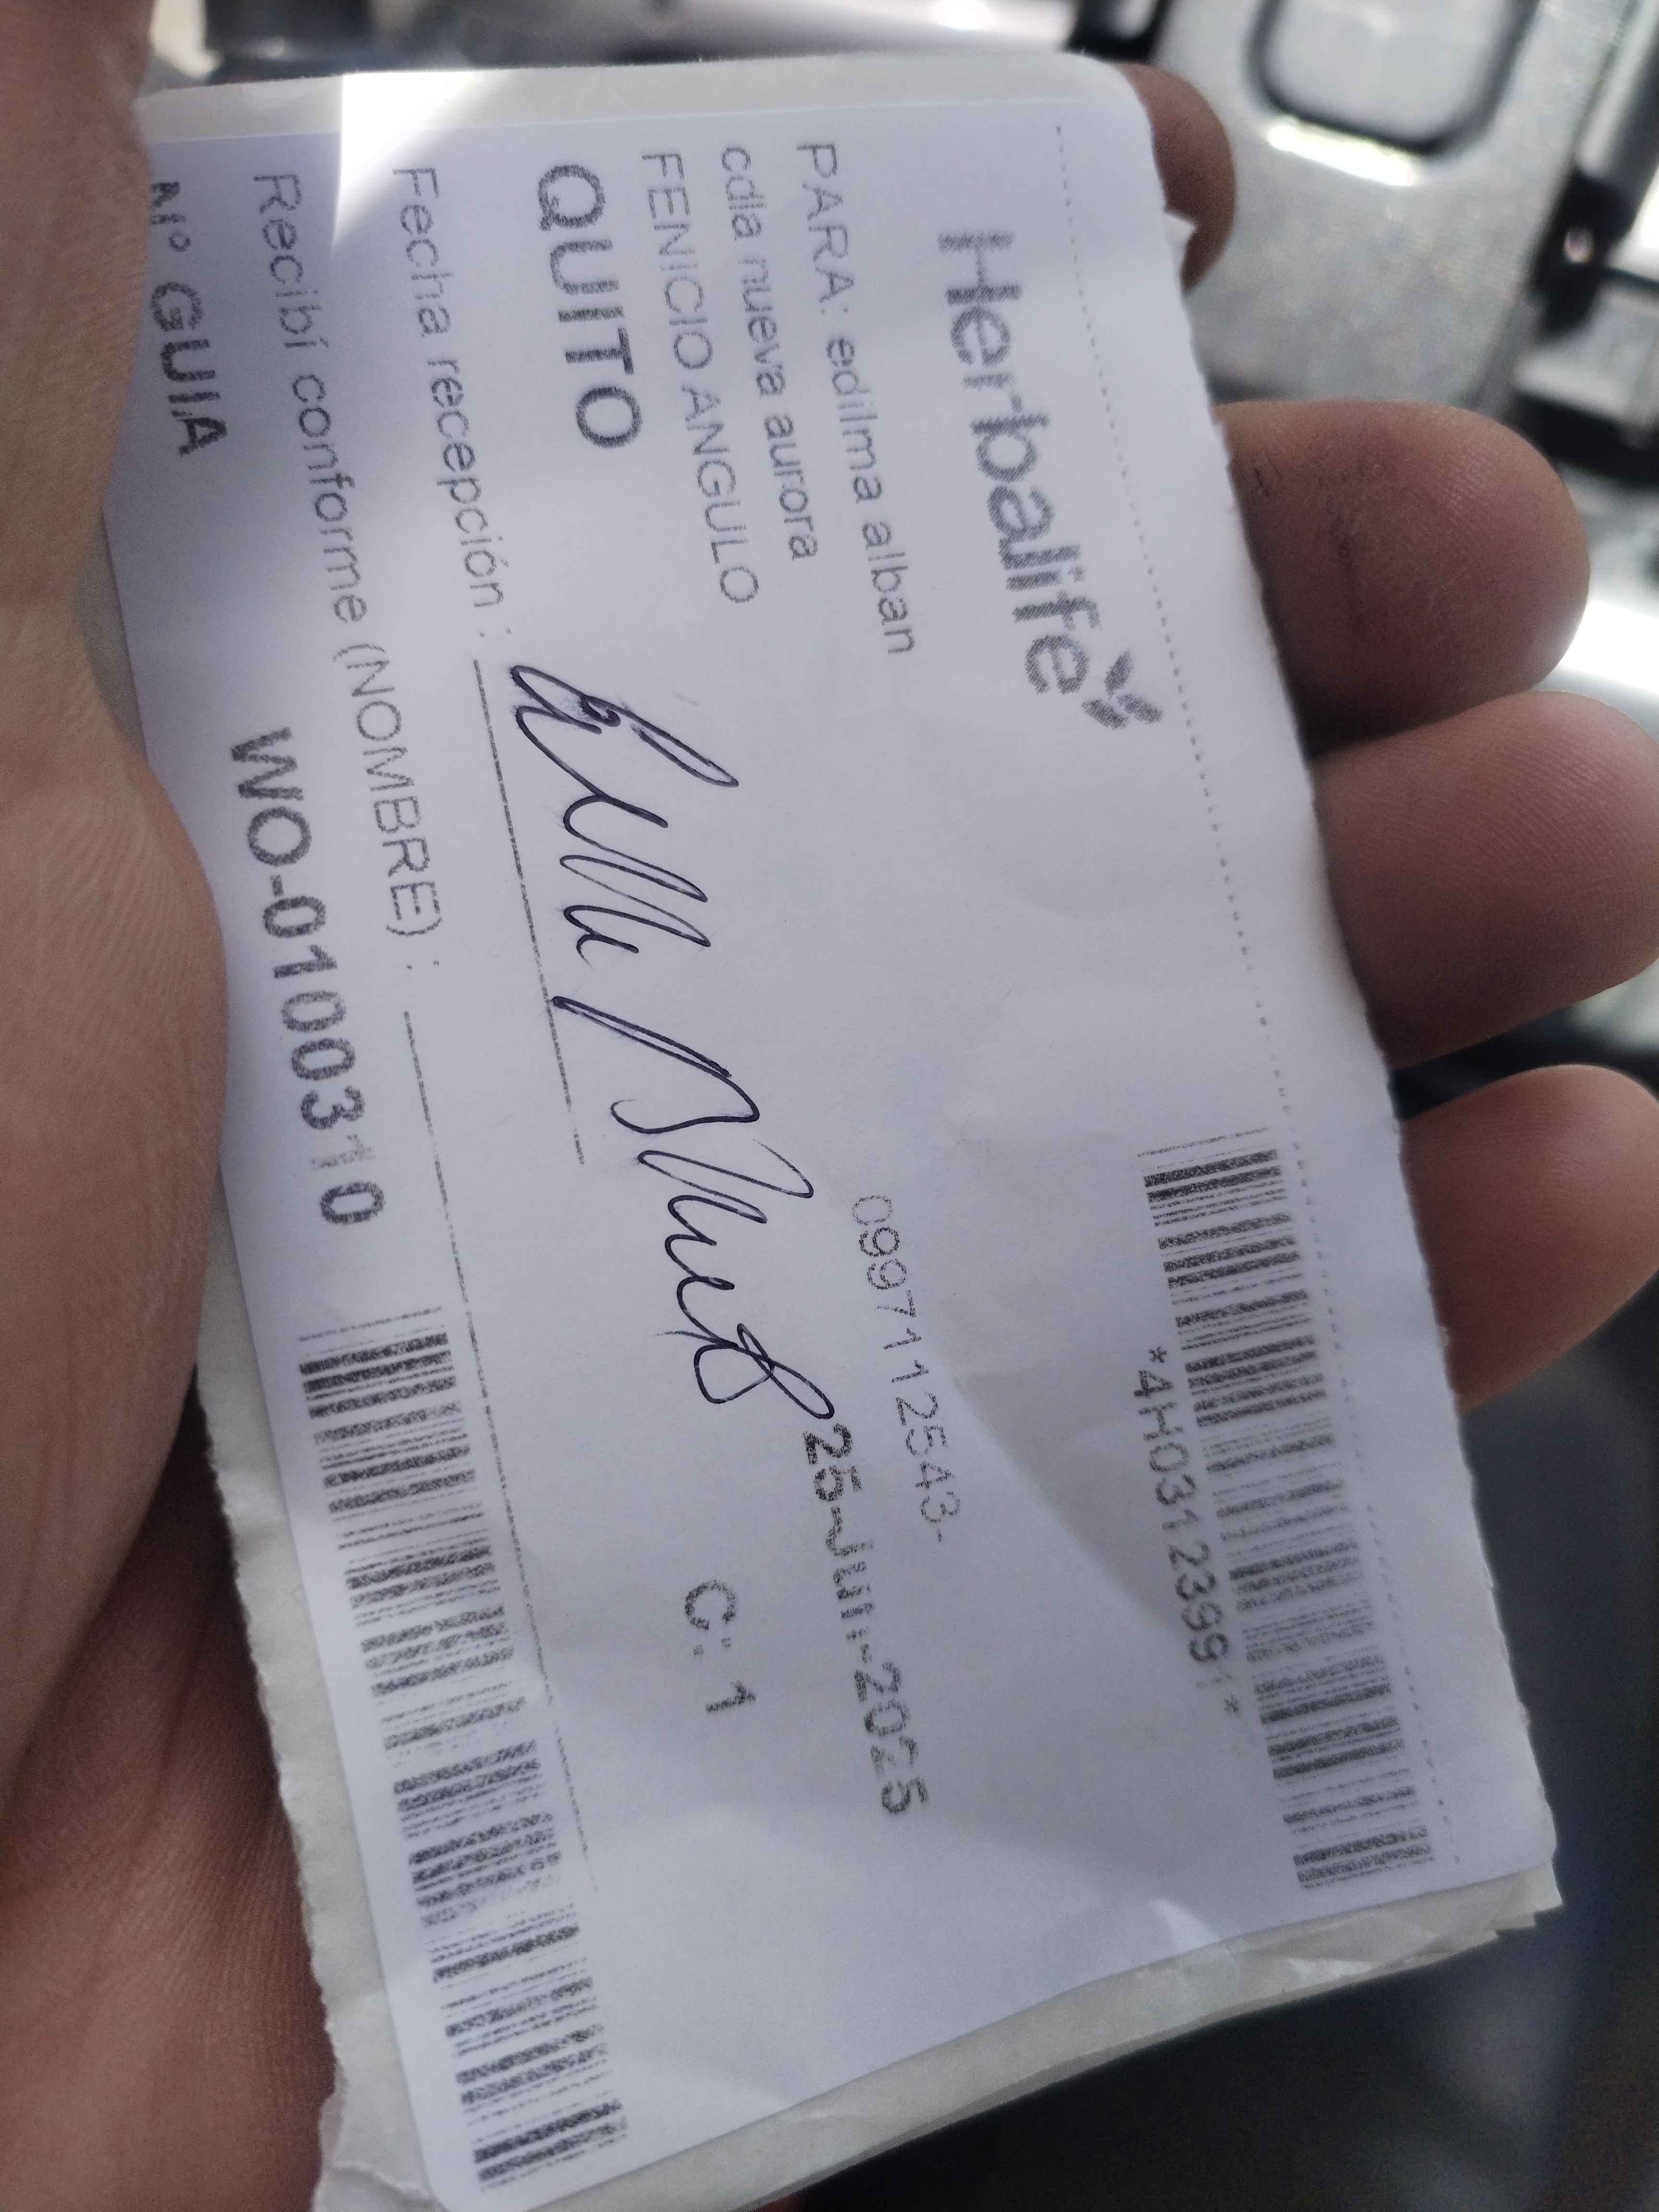 Herbalife
*4H0312399
PARA: edilma alban
cdla nueva aurora
0997112543-
FENICIO ANGULO
25-Jun-2025
QUITO
C: 1
Fecha recepción :
Recibí conforme (NOMBRE) :
N° GUIA WO-0100310